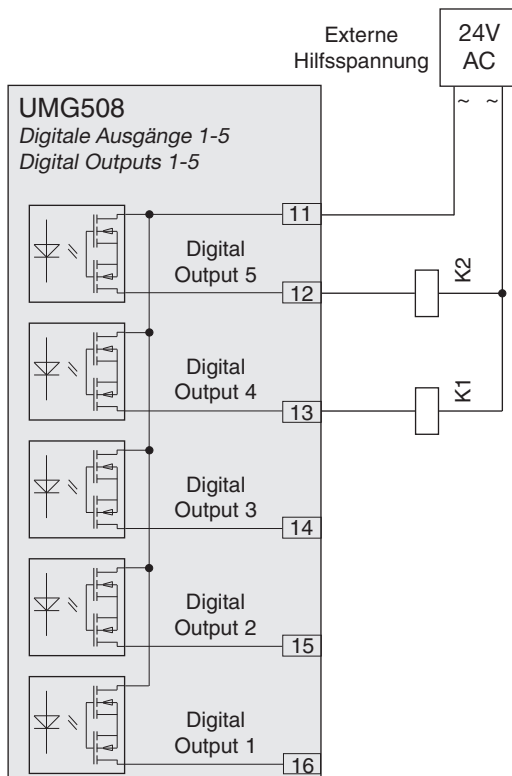 Externe
Hilfsspannung
24V
AC
~ ~
UMG508
Digitale Ausgänge 1-5
Digital Outputs 1-5
11
Digital
Output 5
12
K2
Digital
Output 4
13
K1
Digital
Output 3
14
Digital
Output 2
15
Digital
Output 1
16